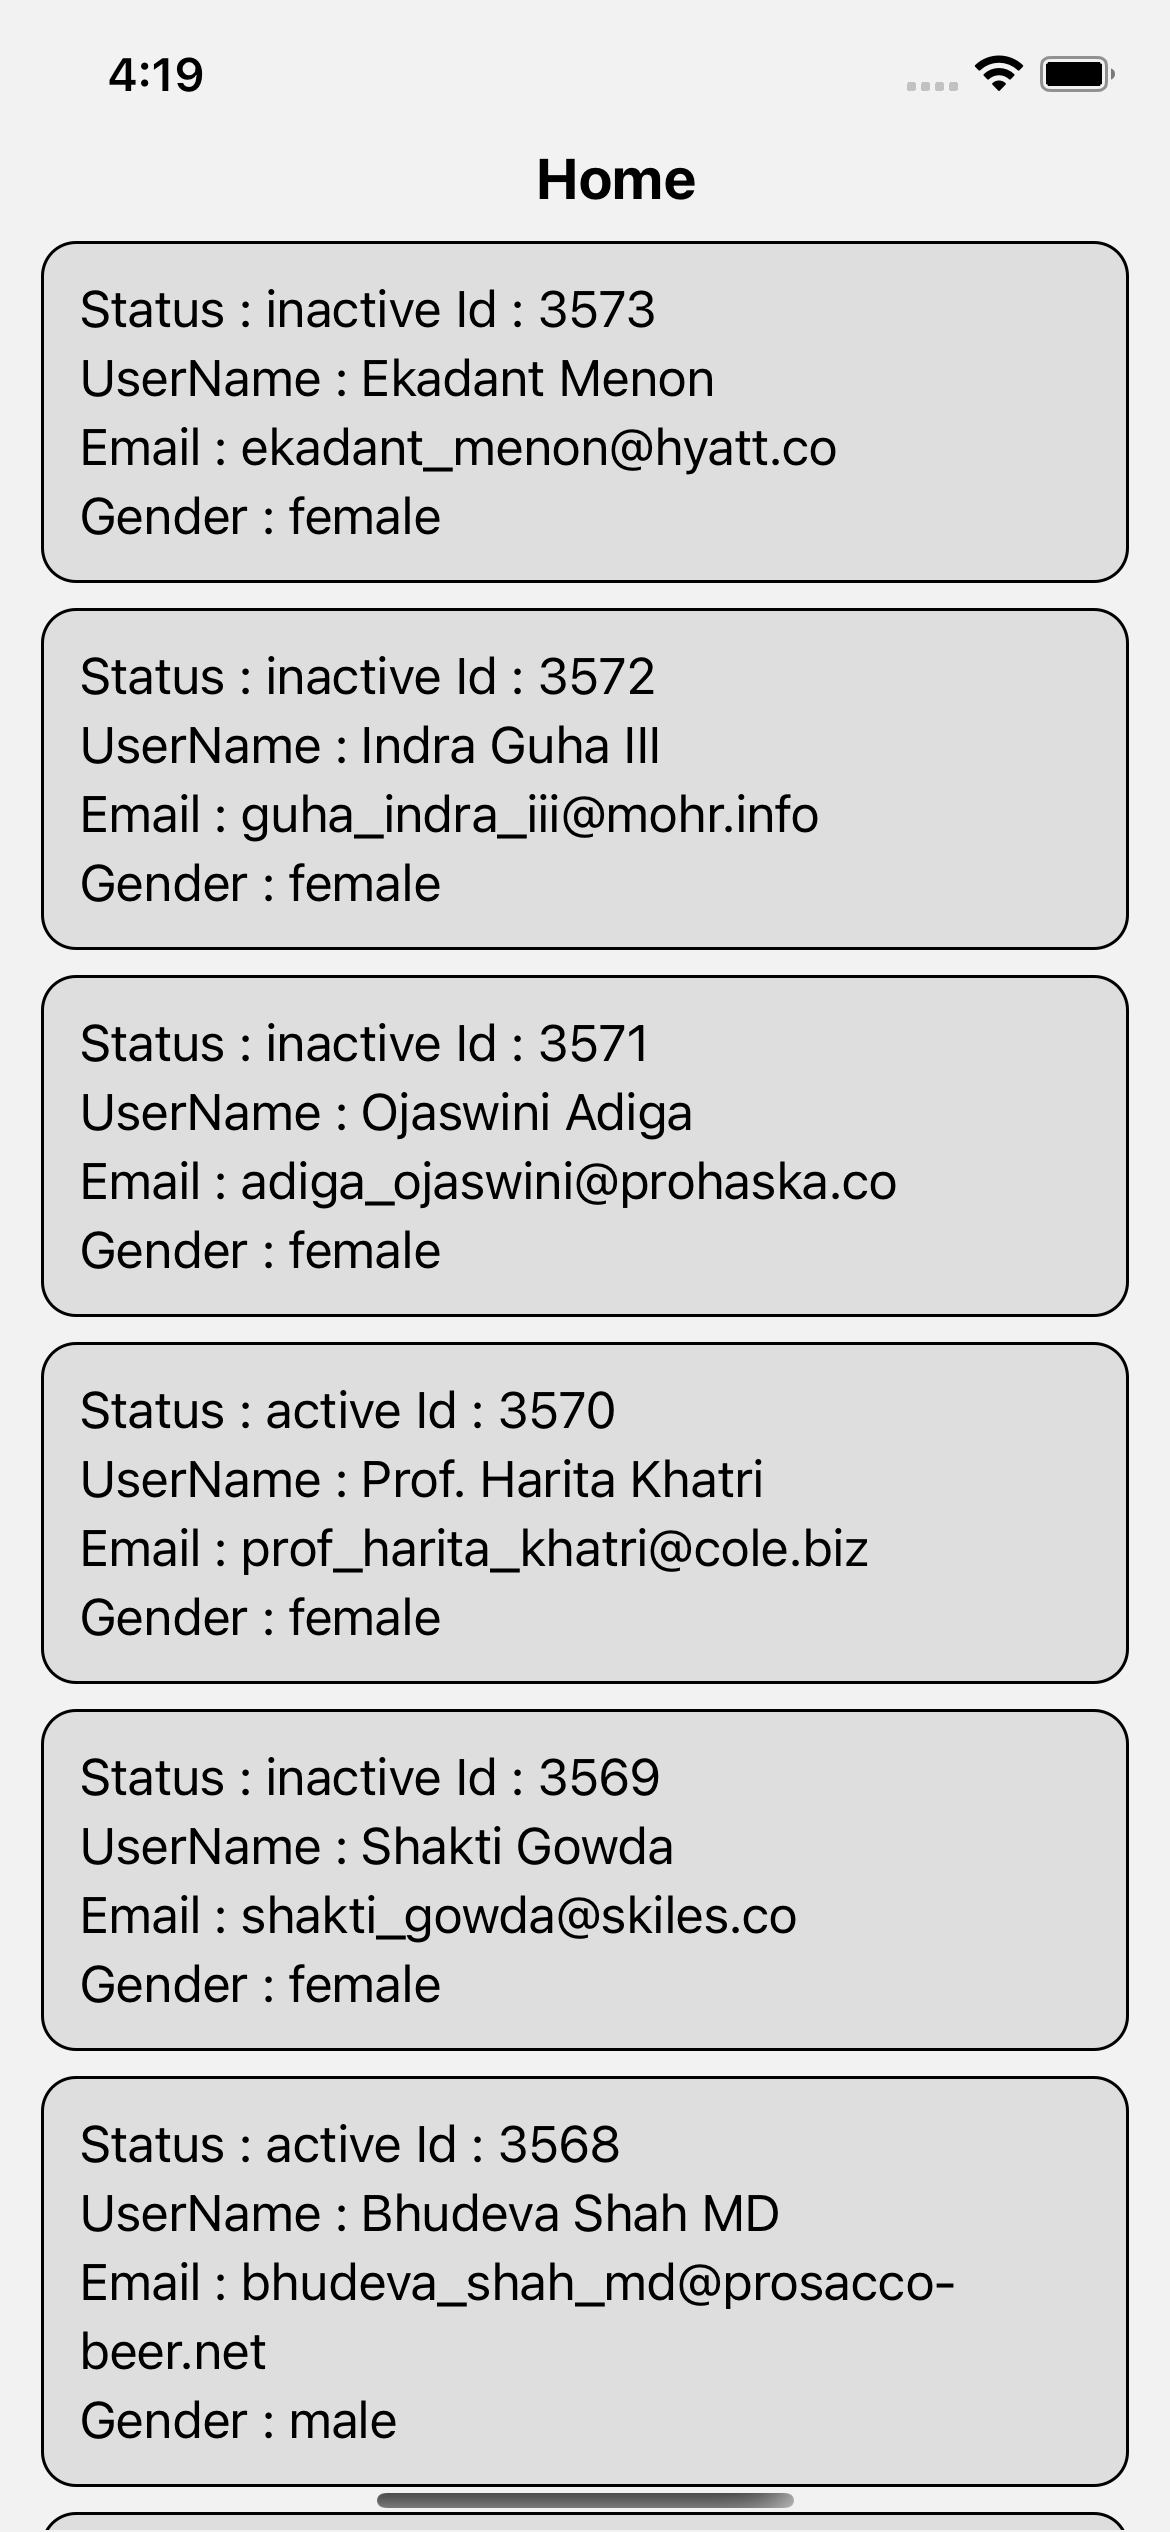 4:19
Home
Status : inactive Id : 3573
UserName : Ekadant Menon
Email : ekadant_menon@hyatt.co
Gender : female
Status : inactive Id : 3572
UserName : Indra Guha III
Email : guha_indra_iii@mohr.info
Gender : female
Status : inactive Id : 3571
UserName : Ojaswini Adiga
Email : adiga_ojaswini@prohaska.co
Gender : female
Status : active Id : 3570
UserName : Prof. Harita Khatri
Email : prof_harita_khatri@cole.biz
Gender : female
Status : inactive Id : 3569
UserName : Shakti Gowda
Email : shakti_gowda@skiles.co
Gender : female
Status : active Id : 3568
UserName : Bhudeva Shah MD
Email : bhudeva_shah_md@prosacco-
beer.net
Gender : male